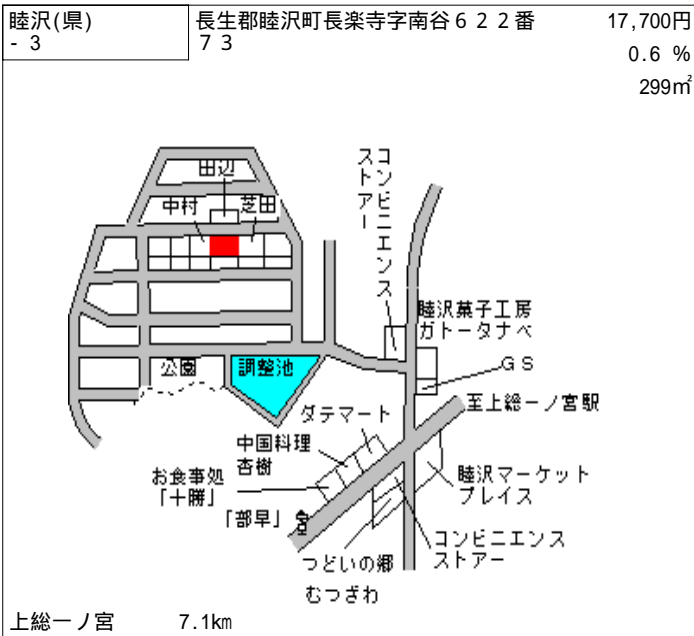 睦沢(県)
- 3
長生郡睦沢町長楽寺字南谷６２２番
７３
17,700円
0.6 %
299㎡
田辺
中村
芝田
コンビニエンス
ストアー
睦沢菓子工房
ガトータナベ
ＧＳ
公園
調整池
至上総一ノ宮駅
ダテマート
中国料理
杏樹
お食事処
「十勝」
睦沢マーケット
プレイス
「部早」
コンビニエンス
ストアー
つどいの郷
むつざわ
上総一ノ宮
7.1km